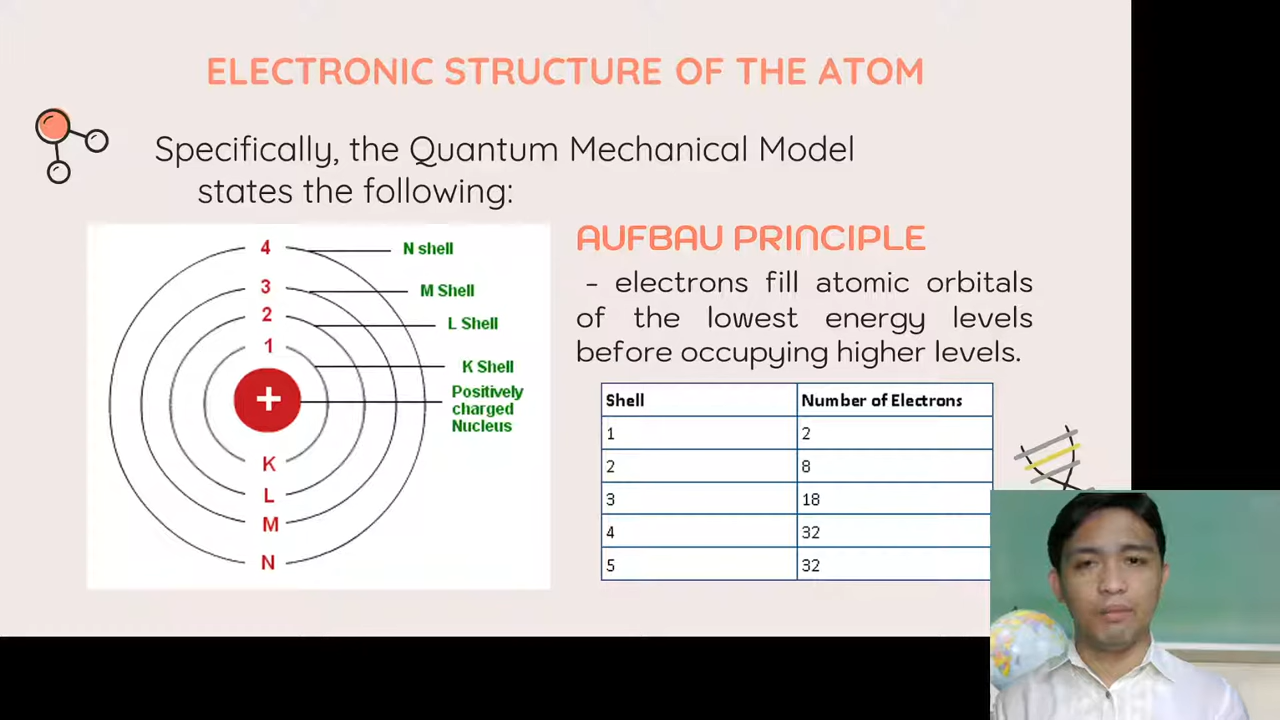 ELECTRONIC STRUCTURE OF THE ATOM
Specifically, the Quantum Mechanical Model
states the following:
4
N shell
3
M Shell
2
L Shell
1
K Shell
+
Positively
charged
Nucleus
K
L
M
N
AUFBAU PRINCIPLE
- electrons fill atomic orbitals
of the lowest energy levels
before occupying higher levels.
Shell Number of Electrons
1 2
2 8
3 18
4 32
5 32